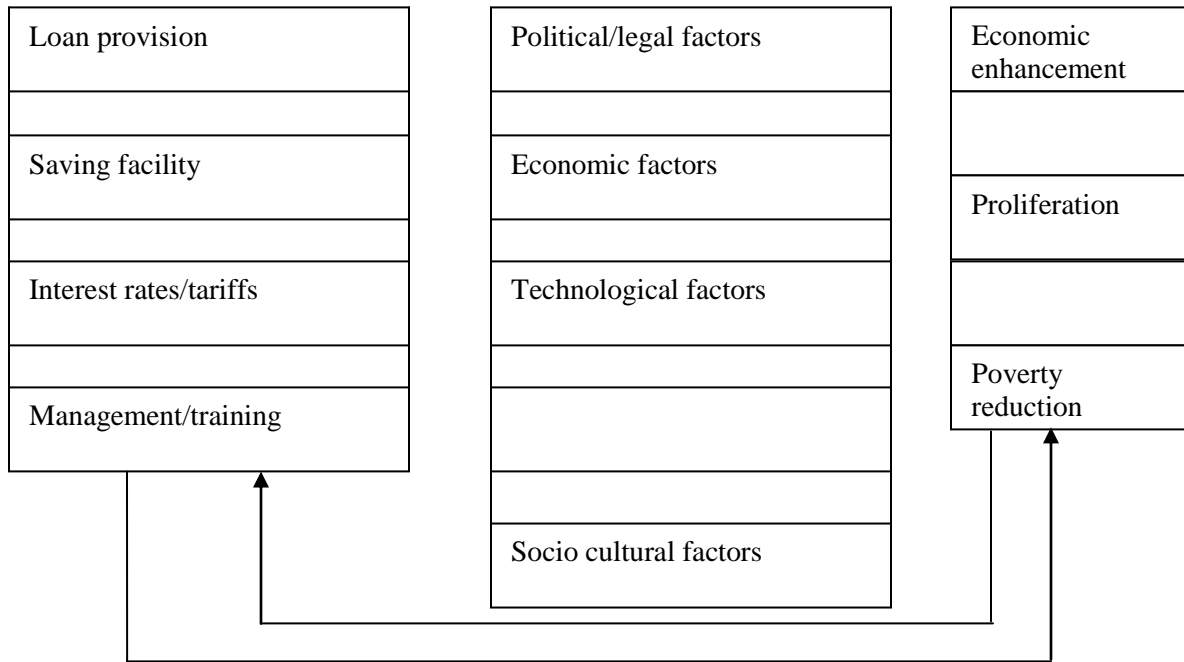 Loan provision
Saving facility
Interest rates/tariffs
Management/training
Political/legal factors
Economic factors
Technological factors
Socio cultural factors
Economic
enhancement
Proliferation
Poverty
reduction